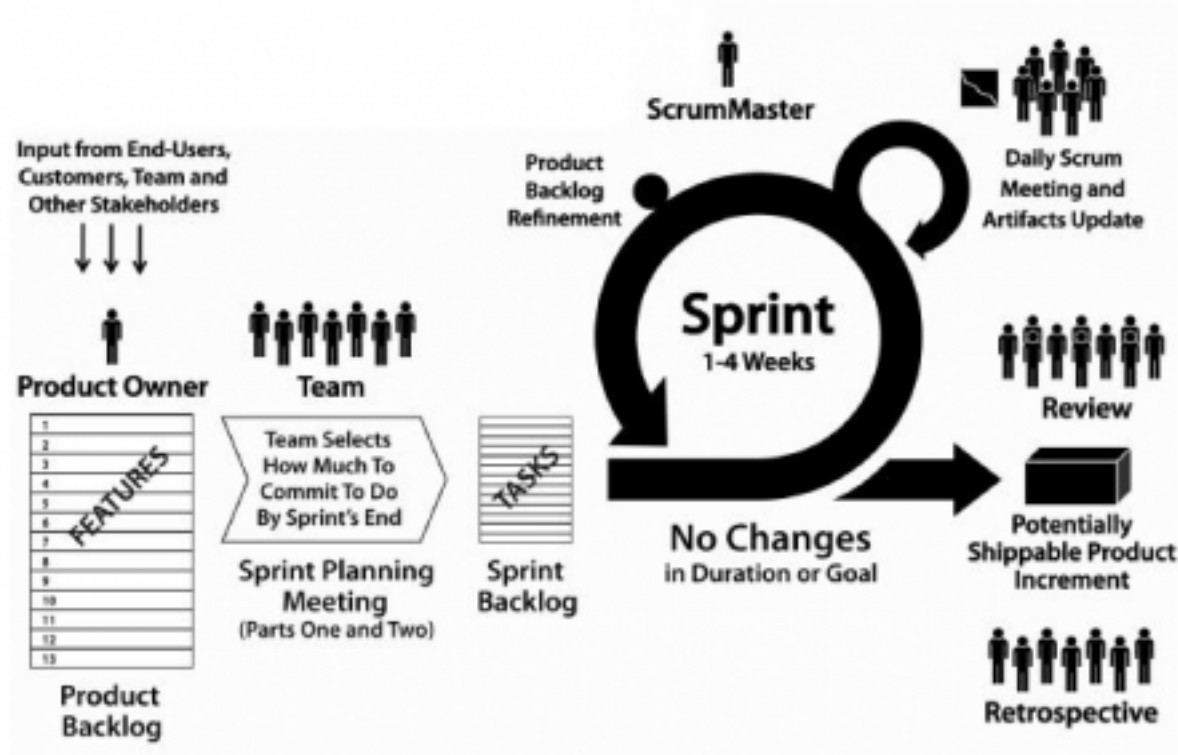 Input from End-Users,
Customers, Team and
Other Stakeholders
Product Owner
1
2
3
4
5
6
7
8
9
10
11
12
13
FEATURES
Product
Backlog
Team
Team Selects
How Much To
Commit To Do
By Sprint's End
Sprint Planning
Meeting
(Parts One and Two)
TASKS
Sprint
Backlog
Product
Backlog
Refinement
ScrumMaster
Sprint
1-4 Weeks
No Changes
in Duration or Goal
Daily Scrum
Meeting and
Artifacts Update
Review
Potentially
Shippable Product
Increment
Retrospective